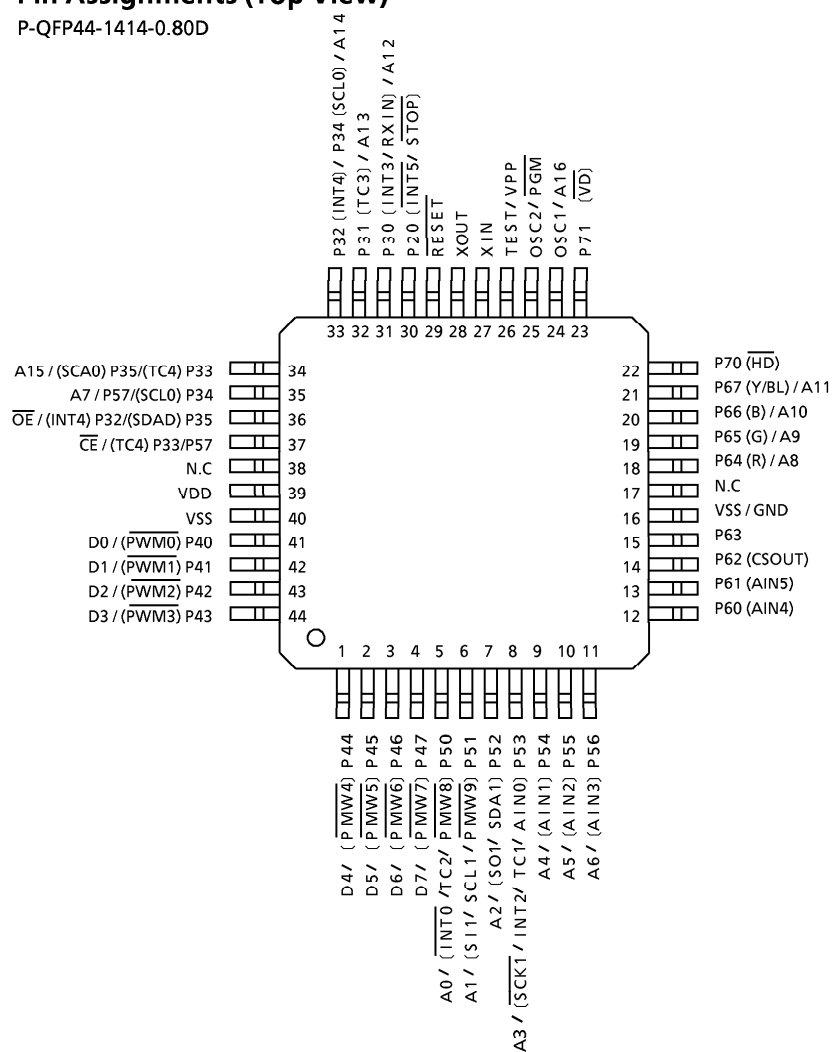 Pin Assignments (Top View)
P-QFP44-1414-0.80D
P32 (INT4) / P34 (SCL0) / A14
P31 (TC3) / A13
P30 (INT3/RXIN) / A12
P20 (INT5/ STOP)
RESET
XOUT
XIN
TEST/VPP
OSC2/PGM
OSC1/A16
P71 (VD)
33 32 31 30 29 28 27 26 25 24 23
A15 / (SCA0) P35/(TC4) P33 34
A7 / P57/(SCL0) P34 35
OE / (INT4) P32/(SDAD) P35 36
CE / (TC4) P33/P57 37
N.C 38
VDD 39
VSS 40
D0 / (PWM0) P40 41
D1 / (PWM1) P41 42
D2 / (PWM2) P42 43
D3 / (PWM3) P43 44
22 P70 (HD)
21 P67 (Y/BL) / A11
20 P66 (B) / A10
19 P65 (G) / A9
18 P64 (R) / A8
17 N.C
16 VSS / GND
15 P63
14 P62 (CSOUT)
13 P61 (AIN5)
12 P60 (AIN4)
1 2 3 4 5 6 7 8 9 10 11
D4/ (PMW4) P44
D5/ (PMW5) P45
D6/ (PMW6) P46
D7/ (PMW7) P47
A0/ (INT0 /TC2/ PMW8) P50
A1/ (SI1/ SCL1/PMW9) P51
A2/ (SO1/ SDA1) P52
A3 / (SCK1/ INT2/ TC1/ AIN0) P53
A4/ (AIN1) P54
A5/ (AIN2) P55
A6/ (AIN3) P56